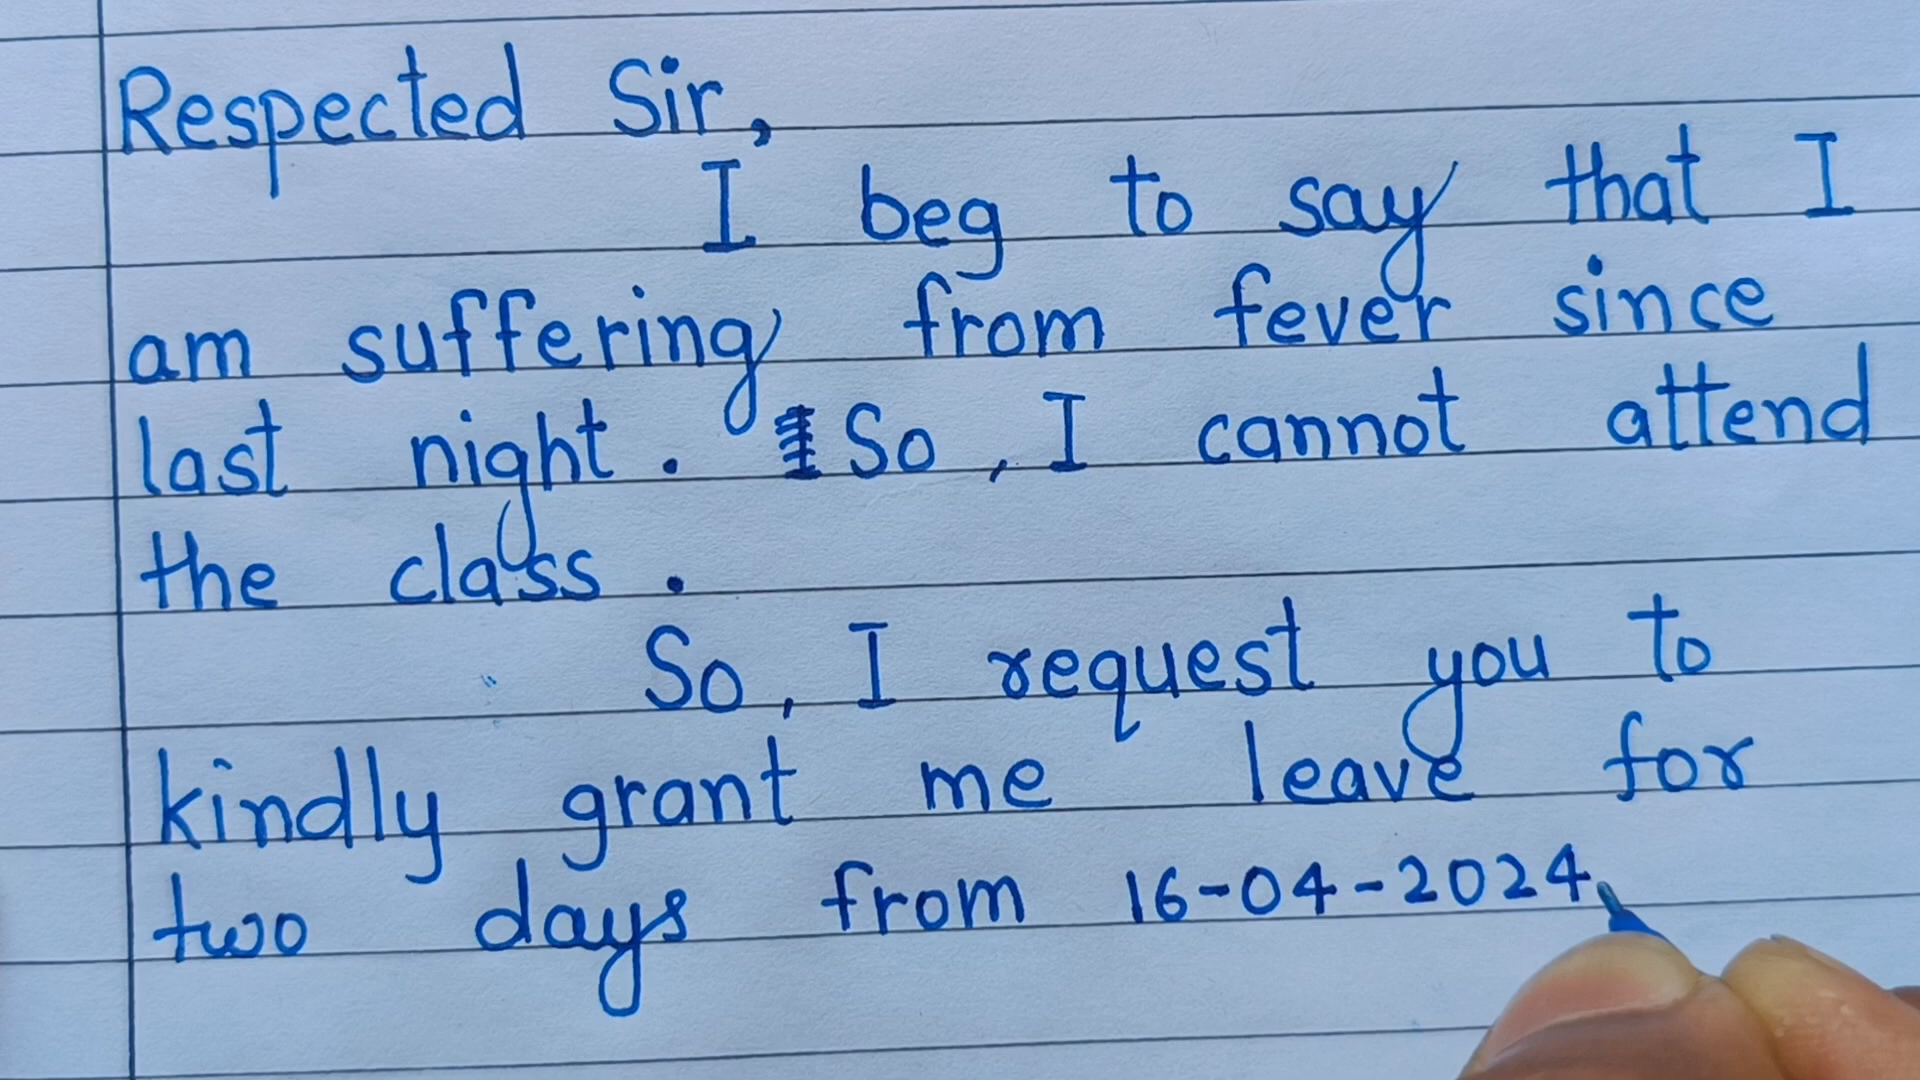 Respected Sir,
I beg to say that I
am suffering from fever since
last night. So, I cannot attend
the class.
So, I request you to
kindly grant me leave for
two days from 16-04-2024